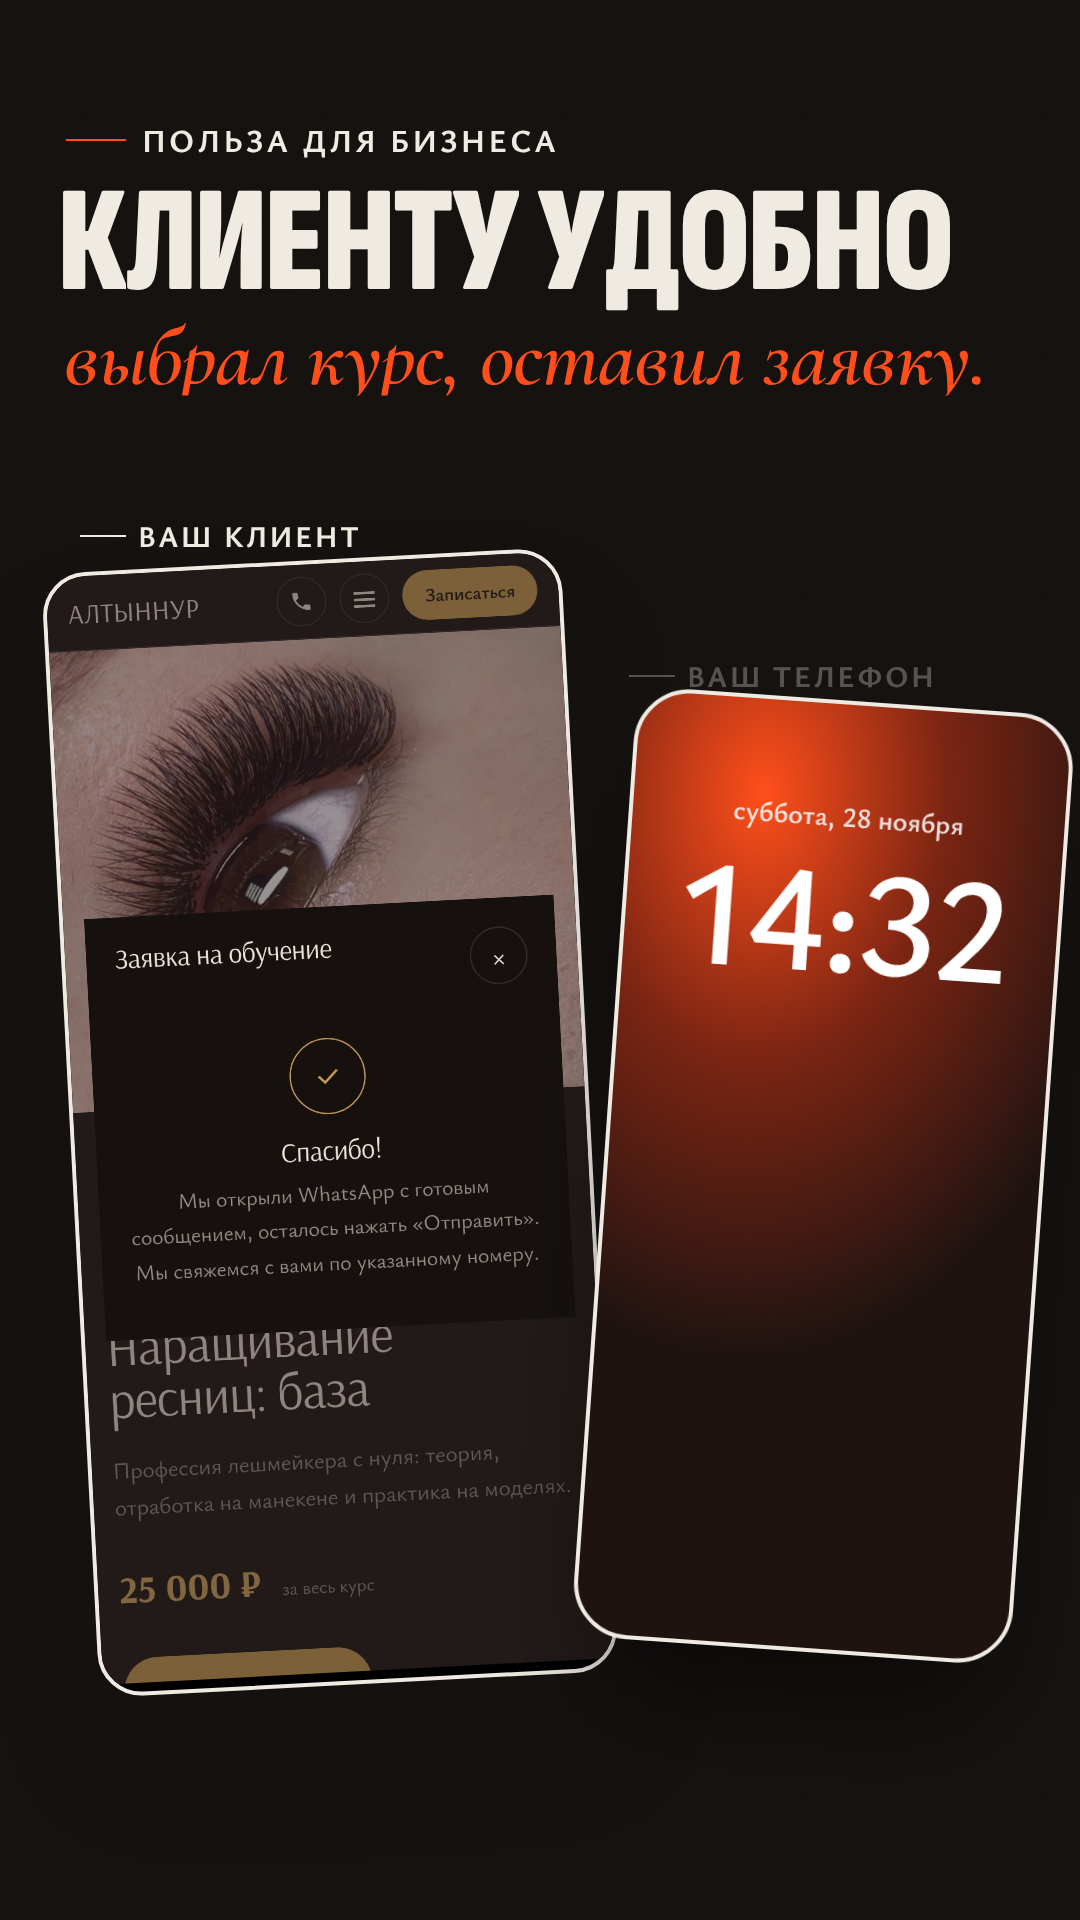 ПОЛЬЗА ДЛЯ БИЗНЕСА
КЛИЕНТУ УДОБНО
выбрал курс, оставил заявку.
ВАШ КЛИЕНТ
АЛТЫННУР
Записаться
Заявка на обучение
Спасибо!
Мы открыли WhatsApp с готовым
сообщением, осталось нажать «Отправить».
Мы свяжемся с вами по указанному номеру.
Наращивание
ресниц: база
Профессия лешмейкера с нуля: теория,
отработка на манекене и практика на моделях.
25 000 ₽ за весь курс
ВАШ ТЕЛЕФОН
суббота, 28 ноября
14:32